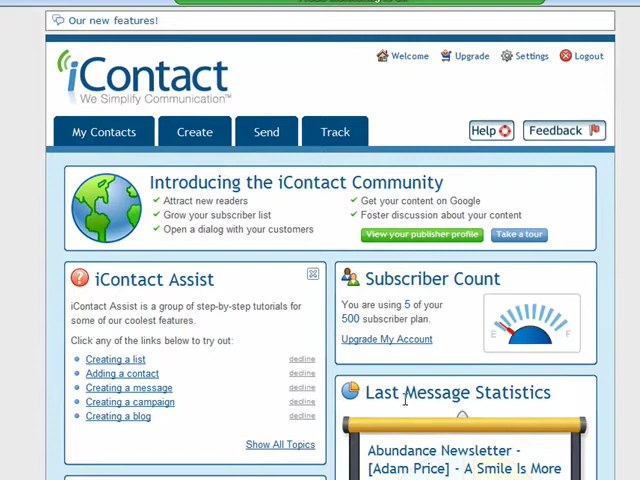 Our new features!
Welcome Upgrade Settings Logout
iContact
We Simplify Communication™
My Contacts Create Send Track
Help Feedback
Introducing the iContact Community
Attract new readers
Get your content on Google
Grow your subscriber list
Foster discussion about your content
Open a dialog with your customers
View your publisher profile Take a tour
iContact Assist
iContact Assist is a group of step-by-step tutorials for
some of our coolest features.
Click any of the links below to try out:
Creating a list decline
Adding a contact decline
Creating a message decline
Creating a campaign decline
Creating a blog decline
Show All Topics
Subscriber Count
You are using 5 of your
500 subscriber plan.
Upgrade My Account
E F
Last Message Statistics
Abundance Newsletter -
[Adam Price] - A Smile Is More